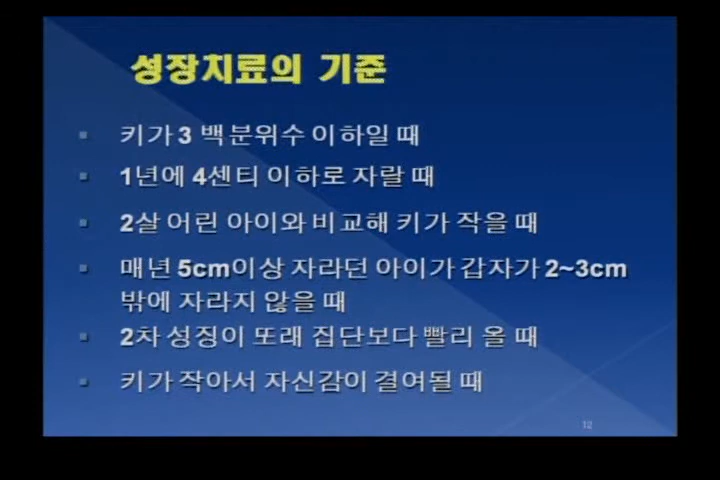 성장치료의 기준
키가 3 백분위수 이하일 때
1년에 4센티 이하로 자랄 때
2살 어린 아이와 비교해 키가 작을 때
매년 5cm이상 자라던 아이가 갑자가 2~3cm
밖에 자라지 않을 때
2차 성징이 또래 집단보다 빨리 올 때
키가 작아서 자신감이 결여될 때
12